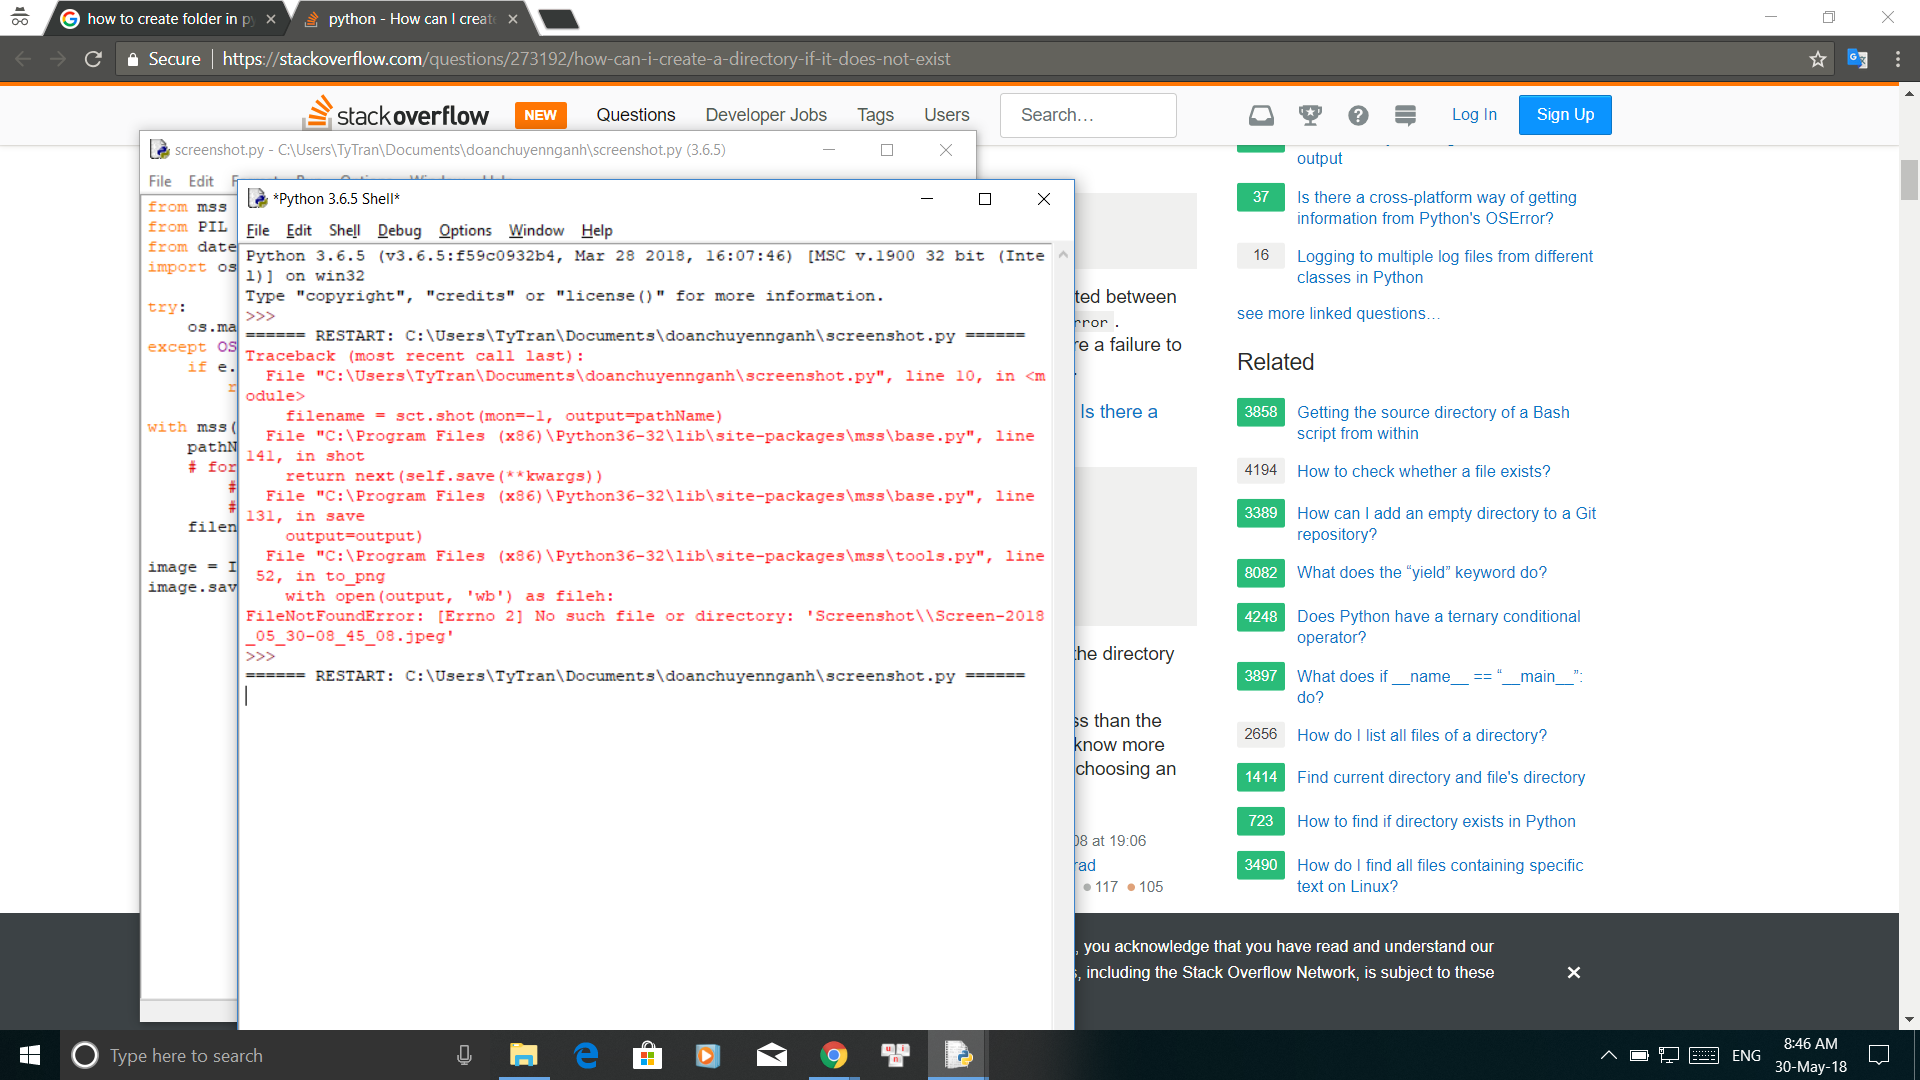 how to create folder in py
python - How can I create
Secure
https://stackoverflow.com/questions/273192/how-can-i-create-a-directory-if-it-does-not-exist
stackoverflow NEW Questions Developer Jobs Tags Users Search... Log In Sign Up
screenshot.py - C:\Users\TyTran\Documents\doanchuyennganh\screenshot.py (3.6.5)
File Edit
from mss
from PIL
from date
import os
try:
os.ma
except OS
if e.
r
with mss(
pathN
# for
#
#
filen
image = I
image.sav
*Python 3.6.5 Shell*
File Edit Shell Debug Options Window Help
Python 3.6.5 (v3.6.5:f59c0932b4, Mar 28 2018, 16:07:46) [MSC v.1900 32 bit (Inte
l)] on win32
Type "copyright", "credits" or "license()" for more information.
>>>
====== RESTART: C:\Users\TyTran\Documents\doanchuyennganh\screenshot.py ======
Traceback (most recent call last):
File "C:\Users\TyTran\Documents\doanchuyennganh\screenshot.py", line 10, in <m
odule>
filename = sct.shot(mon=-1, output=pathName)
File "C:\Program Files (x86)\Python36-32\lib\site-packages\mss\base.py", line
141, in shot
return next(self.save(**kwargs))
File "C:\Program Files (x86)\Python36-32\lib\site-packages\mss\base.py", line
131, in save
output=output)
File "C:\Program Files (x86)\Python36-32\lib\site-packages\mss\tools.py", line
52, in to_png
with open(output, 'wb') as fileh:
FileNotFoundError: [Errno 2] No such file or directory: 'Screenshot\\Screen-2018
_05_30-08_45_08.jpeg'
>>>
====== RESTART: C:\Users\TyTran\Documents\doanchuyennganh\screenshot.py ======
ted between
rror.
re a failure to
.
Is there a
the directory
ss than the
know more
choosing an
08 at 19:06
rad
117 105
output
37 Is there a cross-platform way of getting
information from Python's OSError?
16 Logging to multiple log files from different
classes in Python
see more linked questions…
Related
3858 Getting the source directory of a Bash
script from within
4194 How to check whether a file exists?
3389 How can I add an empty directory to a Git
repository?
8082 What does the “yield” keyword do?
4248 Does Python have a ternary conditional
operator?
3897 What does if __name__ == “__main__”:
do?
2656 How do I list all files of a directory?
1414 Find current directory and file's directory
723 How to find if directory exists in Python
3490 How do I find all files containing specific
text on Linux?
, you acknowledge that you have read and understand our
, including the Stack Overflow Network, is subject to these
Type here to search
ENG
8:46 AM
30-May-18